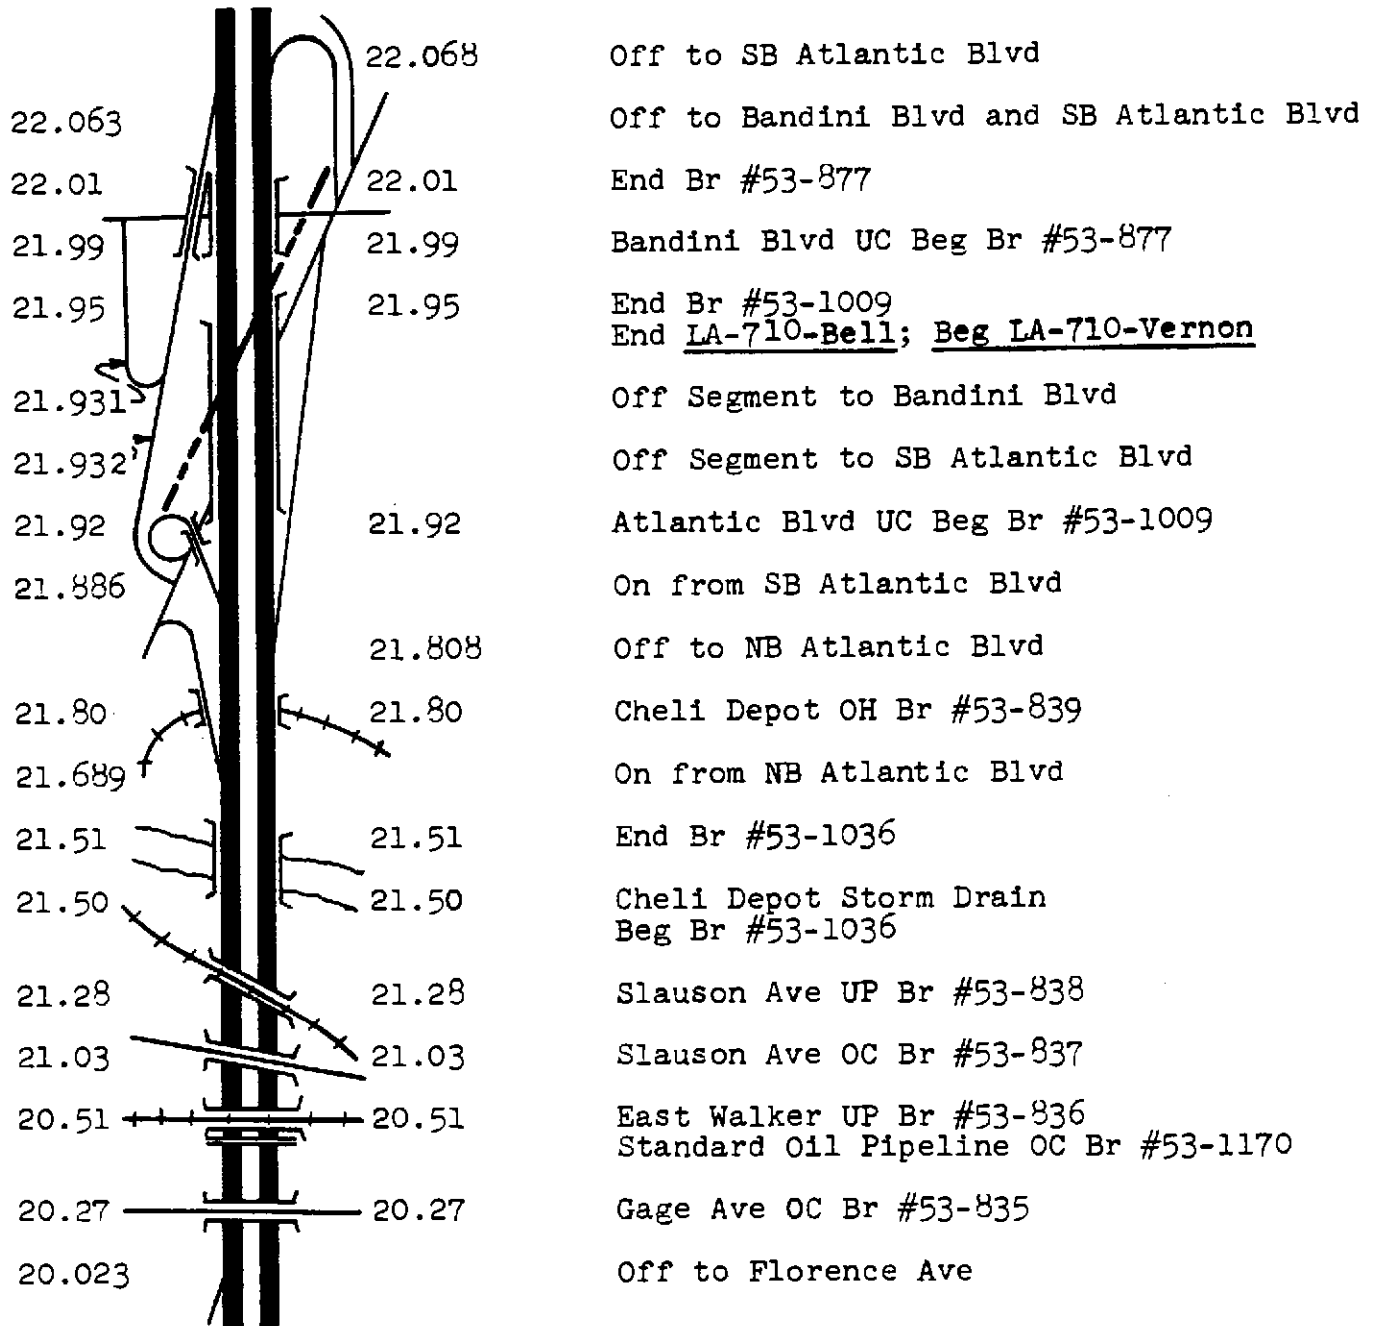 22.068 Off to SB Atlantic Blvd
22.063 Off to Bandini Blvd and SB Atlantic Blvd
22.01 22.01 End Br #53-877
21.99 21.99 Bandini Blvd UC Beg Br #53-877
21.95 21.95 End Br #53-1009
End LA-710-Bell; Beg LA-710-Vernon
21.931 Off Segment to Bandini Blvd
21.932 Off Segment to SB Atlantic Blvd
21.92 21.92 Atlantic Blvd UC Beg Br #53-1009
21.886 On from SB Atlantic Blvd
21.808 Off to NB Atlantic Blvd
21.80 21.80 Cheli Depot OH Br #53-839
21.689 On from NB Atlantic Blvd
21.51 21.51 End Br #53-1036
21.50 21.50 Cheli Depot Storm Drain
Beg Br #53-1036
21.28 21.28 Slauson Ave UP Br #53-838
21.03 21.03 Slauson Ave OC Br #53-837
20.51 20.51 East Walker UP Br #53-836
Standard Oil Pipeline OC Br #53-1170
20.27 20.27 Gage Ave OC Br #53-835
20.023 Off to Florence Ave